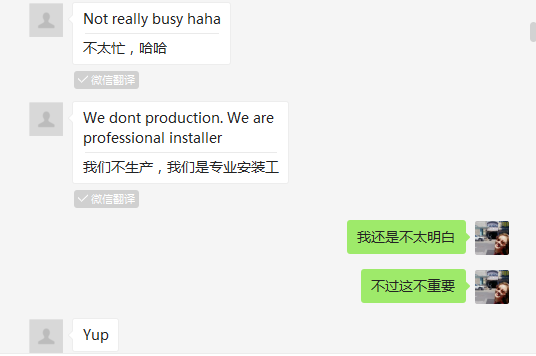 Not really busy haha
不太忙，哈哈
微信翻译
We dont production. We are
professional installer
我们不生产，我们是专业安装工
微信翻译
我还是不太明白
不过这不重要
Yup